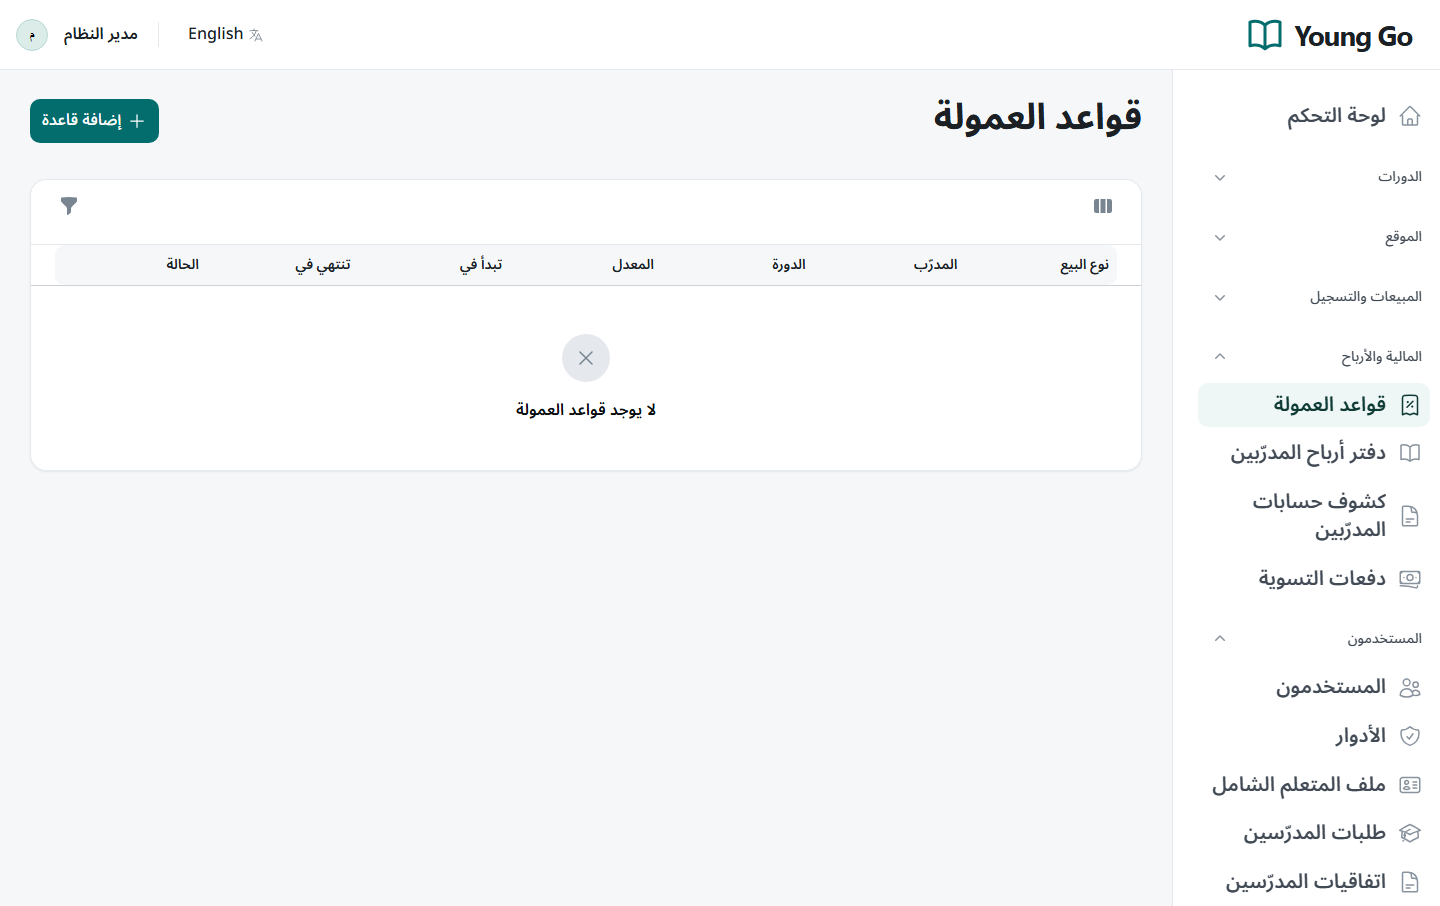 Young Go
English
مدير النظام
م
لوحة التحكم
الدورات
الموقع
المبيعات والتسجيل
المالية والأرباح
قواعد العمولة
دفتر أرباح المدرّبين
كشوف حسابات
المدرّبين
دفعات التسوية
المستخدمون
المستخدمون
الأدوار
ملف المتعلم الشامل
طلبات المدرّسين
اتفاقيات المدرّسين
قواعد العمولة
إضافة قاعدة
نوع البيع المدرّب الدورة المعدل تبدأ في تنتهي في الحالة
لا يوجد قواعد العمولة